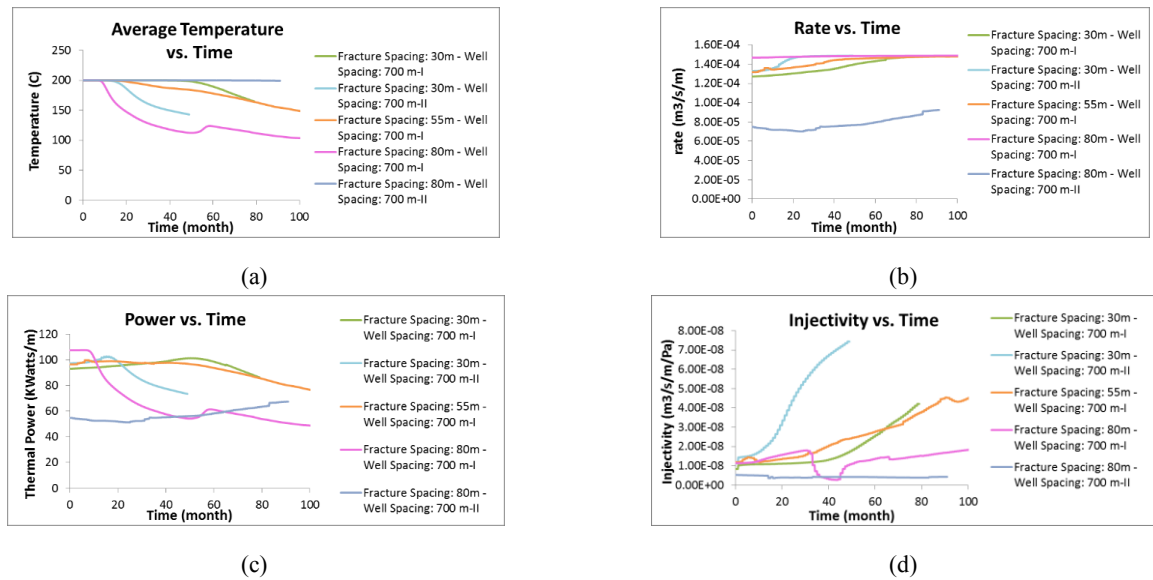 Average Temperature
vs. Time
Temperature (C)
250
200
150
100
50
0
0 20 40 60 80 100
Time (month)
Fracture Spacing: 30m - Well
Spacing: 700 m-I
Fracture Spacing: 30m - Well
Spacing: 700 m-II
Fracture Spacing: 55m - Well
Spacing: 700 m-I
Fracture Spacing: 80m - Well
Spacing: 700 m-I
Fracture Spacing: 80m - Well
Spacing: 700 m-II
(a)
Rate vs. Time
rate (m3/s/m)
1.60E-04
1.40E-04
1.20E-04
1.00E-04
8.00E-05
6.00E-05
4.00E-05
2.00E-05
0.00E+00
0 20 40 60 80 100
Time (month)
Fracture Spacing: 30m - Well
Spacing: 700 m-I
Fracture Spacing: 30m - Well
Spacing: 700 m-II
Fracture Spacing: 55m - Well
Spacing: 700 m-I
Fracture Spacing: 80m - Well
Spacing: 700 m-I
Fracture Spacing: 80m - Well
Spacing: 700 m-II
(b)
Power vs. Time
Thermal Power (KWatts/m)
120
100
80
60
40
20
0
0 20 40 60 80 100
Time (month)
Fracture Spacing: 30m -
Well Spacing: 700 m-I
Fracture Spacing: 30m -
Well Spacing: 700 m-II
Fracture Spacing: 55m -
Well Spacing: 700 m-I
Fracture Spacing: 80m -
Well Spacing: 700 m-I
Fracture Spacing: 80m -
Well Spacing: 700 m-II
(c)
Injectivity vs. Time
Injectivity (m3/s/m/Pa)
8.00E-08
7.00E-08
6.00E-08
5.00E-08
4.00E-08
3.00E-08
2.00E-08
1.00E-08
0.00E+00
0 20 40 60 80 100
Time (month)
Fracture Spacing: 30m -
Well Spacing: 700 m-I
Fracture Spacing: 30m -
Well Spacing: 700 m-II
Fracture Spacing: 55m -
Well Spacing: 700 m-I
Fracture Spacing: 80m -
Well Spacing: 700 m-I
Fracture Spacing: 80m -
Well Spacing: 700 m-II
(d)